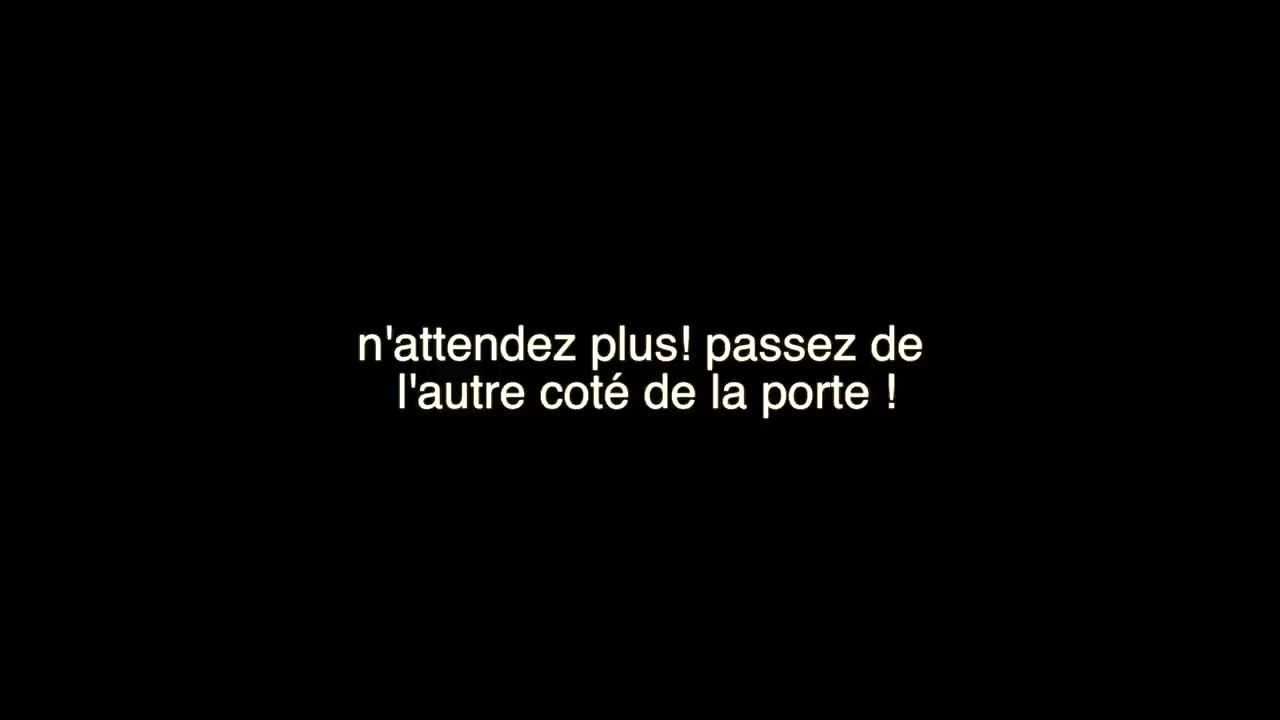 n'attendez plus! passez de
l'autre coté de la porte !